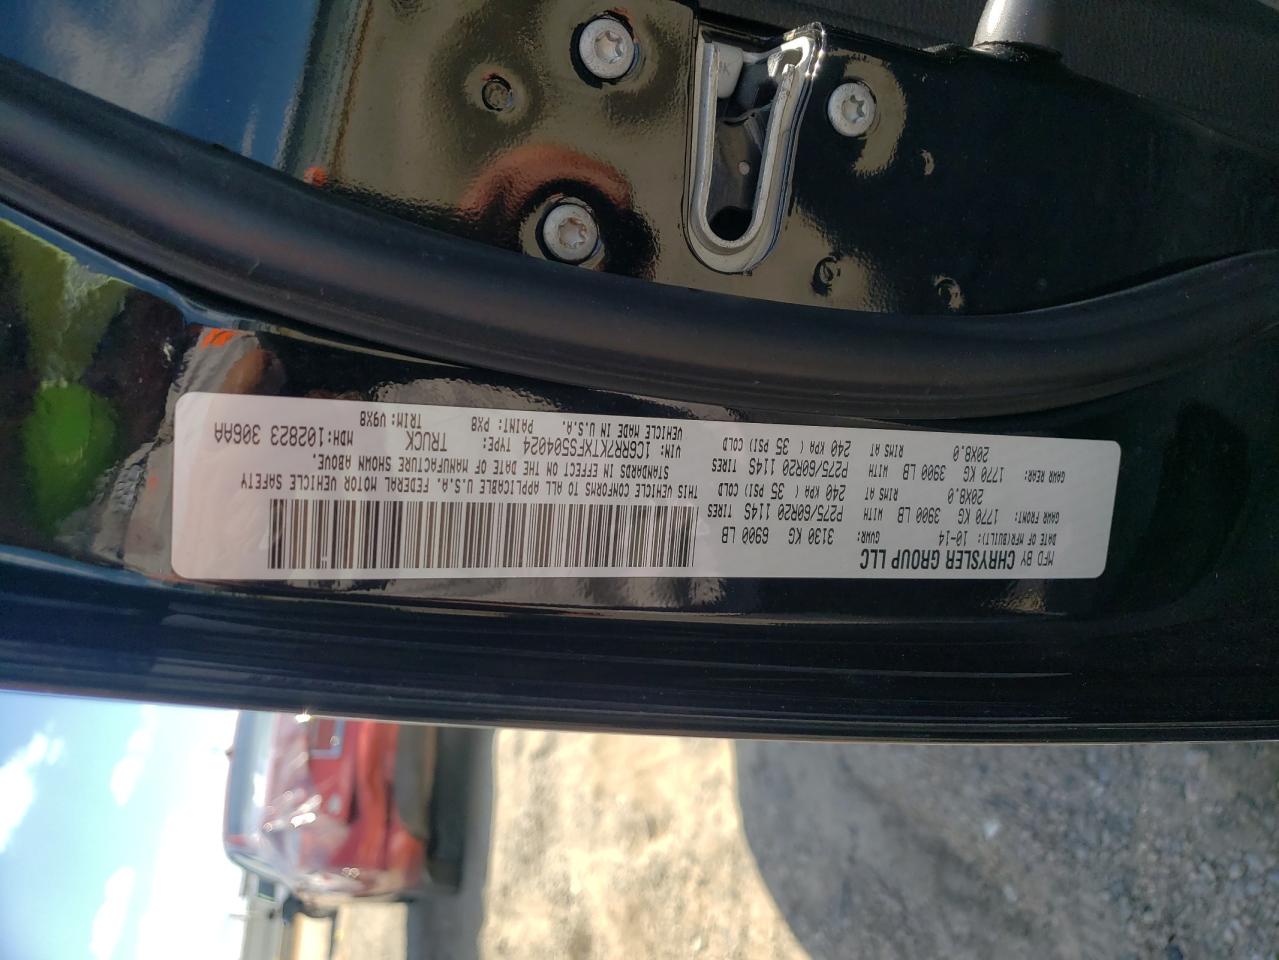 MFD BY CHRYSLER GROUP LLC
DATE OF MFR(BUILT): 10-14 GVWR: 3130 KG 6900 LB
GAWR FRONT: WITH TIRES
1770 KG 3900 LB P275/60R20 114S
RIMS AT
20X8.0 240 KPA ( 35 PSI) COLD
GAWR REAR: WITH TIRES
1770 KG 3900 LB P275/60R20 114S
RIMS AT
20X8.0 240 KPA ( 35 PSI) COLD
THIS VEHICLE CONFORMS TO ALL APPLICABLE U.S.A. FEDERAL MOTOR VEHICLE SAFETY
STANDARDS IN EFFECT ON THE DATE OF MANUFACTURE SHOWN ABOVE.
VIN: 1C6RR7KTXFS504024 TYPE: TRUCK MDH: 102823 306AA
VEHICLE MADE IN U.S.A. PAINT: PX8 TRIM: V9X8